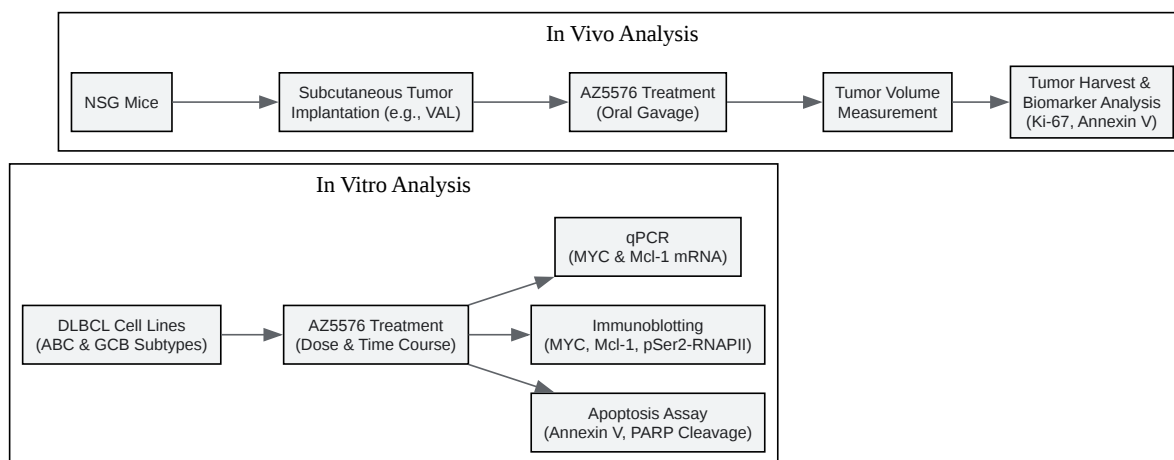 In Vivo Analysis
NSG Mice
Subcutaneous Tumor
Implantation (e.g., VAL)
AZ5576 Treatment
(Oral Gavage)
Tumor Volume
Measurement
Tumor Harvest &
Biomarker Analysis
(Ki-67, Annexin V)
In Vitro Analysis
DLBCL Cell Lines
(ABC & GCB Subtypes)
AZ5576 Treatment
(Dose & Time Course)
qPCR
(MYC & Mcl-1 mRNA)
Immunoblotting
(MYC, Mcl-1, pSer2-RNAPII)
Apoptosis Assay
(Annexin V, PARP Cleavage)